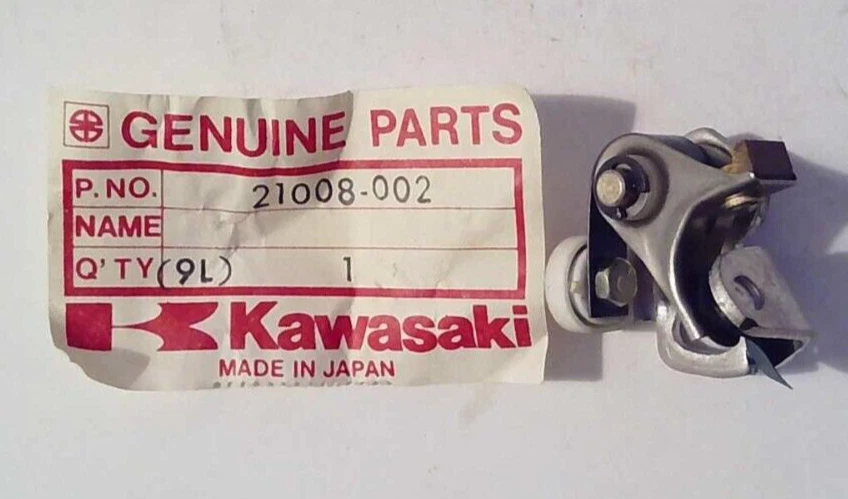 GENUINE PARTS
P. NO. 21008-002
NAME
Q'TY (9L) 1
Kawasaki
MADE IN JAPAN